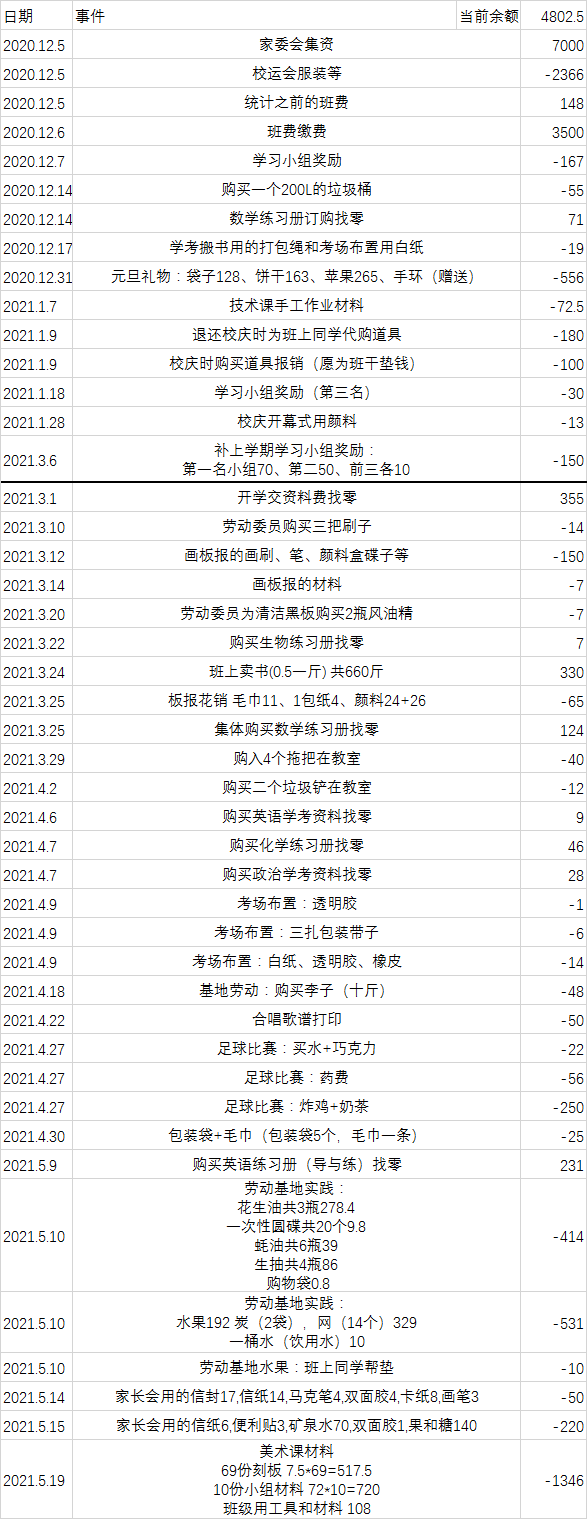 日期 事件 当前余额 4802.5
2020.12.5 家委会集资 7000
2020.12.5 校运会服装等 -2366
2020.12.5 统计之前的班费 148
2020.12.6 班费缴费 3500
2020.12.7 学习小组奖励 -167
2020.12.14 购买一个200L的垃圾桶 -55
2020.12.14 数学练习册订购找零 71
2020.12.17 学考搬书用的打包绳和考场布置用白纸 -19
2020.12.31 元旦礼物：袋子128、饼干163、苹果265、手环（赠送） -556
2021.1.7 技术课手工作业材料 -72.5
2021.1.9 退还校庆时为班上同学代购道具 -180
2021.1.9 校庆时购买道具报销（愿为班干垫钱） -100
2021.1.18 学习小组奖励（第三名） -30
2021.1.28 校庆开幕式用颜料 -13
2021.3.6 补上学期学习小组奖励： -150
第一名小组70、第二50、前三各10
2021.3.1 开学交资料费找零 355
2021.3.10 劳动委员购买三把刷子 -14
2021.3.12 画板报的画刷、笔、颜料盒碟子等 -150
2021.3.14 画板报的材料 -7
2021.3.20 劳动委员为清洁黑板购买2瓶风油精 -7
2021.3.22 购买生物练习册找零 7
2021.3.24 班上卖书(0.5一斤) 共660斤 330
2021.3.25 板报花销 毛巾11、1包纸4、颜料24+26 -65
2021.3.25 集体购买数学练习册找零 124
2021.3.29 购入4个拖把在教室 -40
2021.4.2 购买二个垃圾铲在教室 -12
2021.4.6 购买英语学考资料找零 9
2021.4.7 购买化学练习册找零 46
2021.4.7 购买政治学考资料找零 28
2021.4.9 考场布置：透明胶 -1
2021.4.9 考场布置：三扎包装带子 -6
2021.4.9 考场布置：白纸、透明胶、橡皮 -14
2021.4.18 基地劳动：购买李子（十斤） -48
2021.4.22 合唱歌谱打印 -50
2021.4.27 足球比赛：买水+巧克力 -22
2021.4.27 足球比赛：药费 -56
2021.4.27 足球比赛：炸鸡+奶茶 -250
2021.4.30 包装袋+毛巾（包装袋5个，毛巾一条） -25
2021.5.9 购买英语练习册（导与练）找零 231
2021.5.10 劳动基地实践： -414
花生油共3瓶278.4
一次性圆碟共20个9.8
蚝油共6瓶39
生抽共4瓶86
购物袋0.8
2021.5.10 劳动基地实践： -531
水果192 炭（2袋），网（14个）329
一桶水（饮用水）10
2021.5.10 劳动基地水果：班上同学帮垫 -10
2021.5.14 家长会用的信封17,信纸14,马克笔4,双面胶4,卡纸8,画笔3 -50
2021.5.15 家长会用的信纸6,便利贴3,矿泉水70,双面胶1,果和糖140 -220
2021.5.19 美术课材料 -1346
69份刻板 7.5*69=517.5
10份小组材料 72*10=720
班级用工具和材料 108